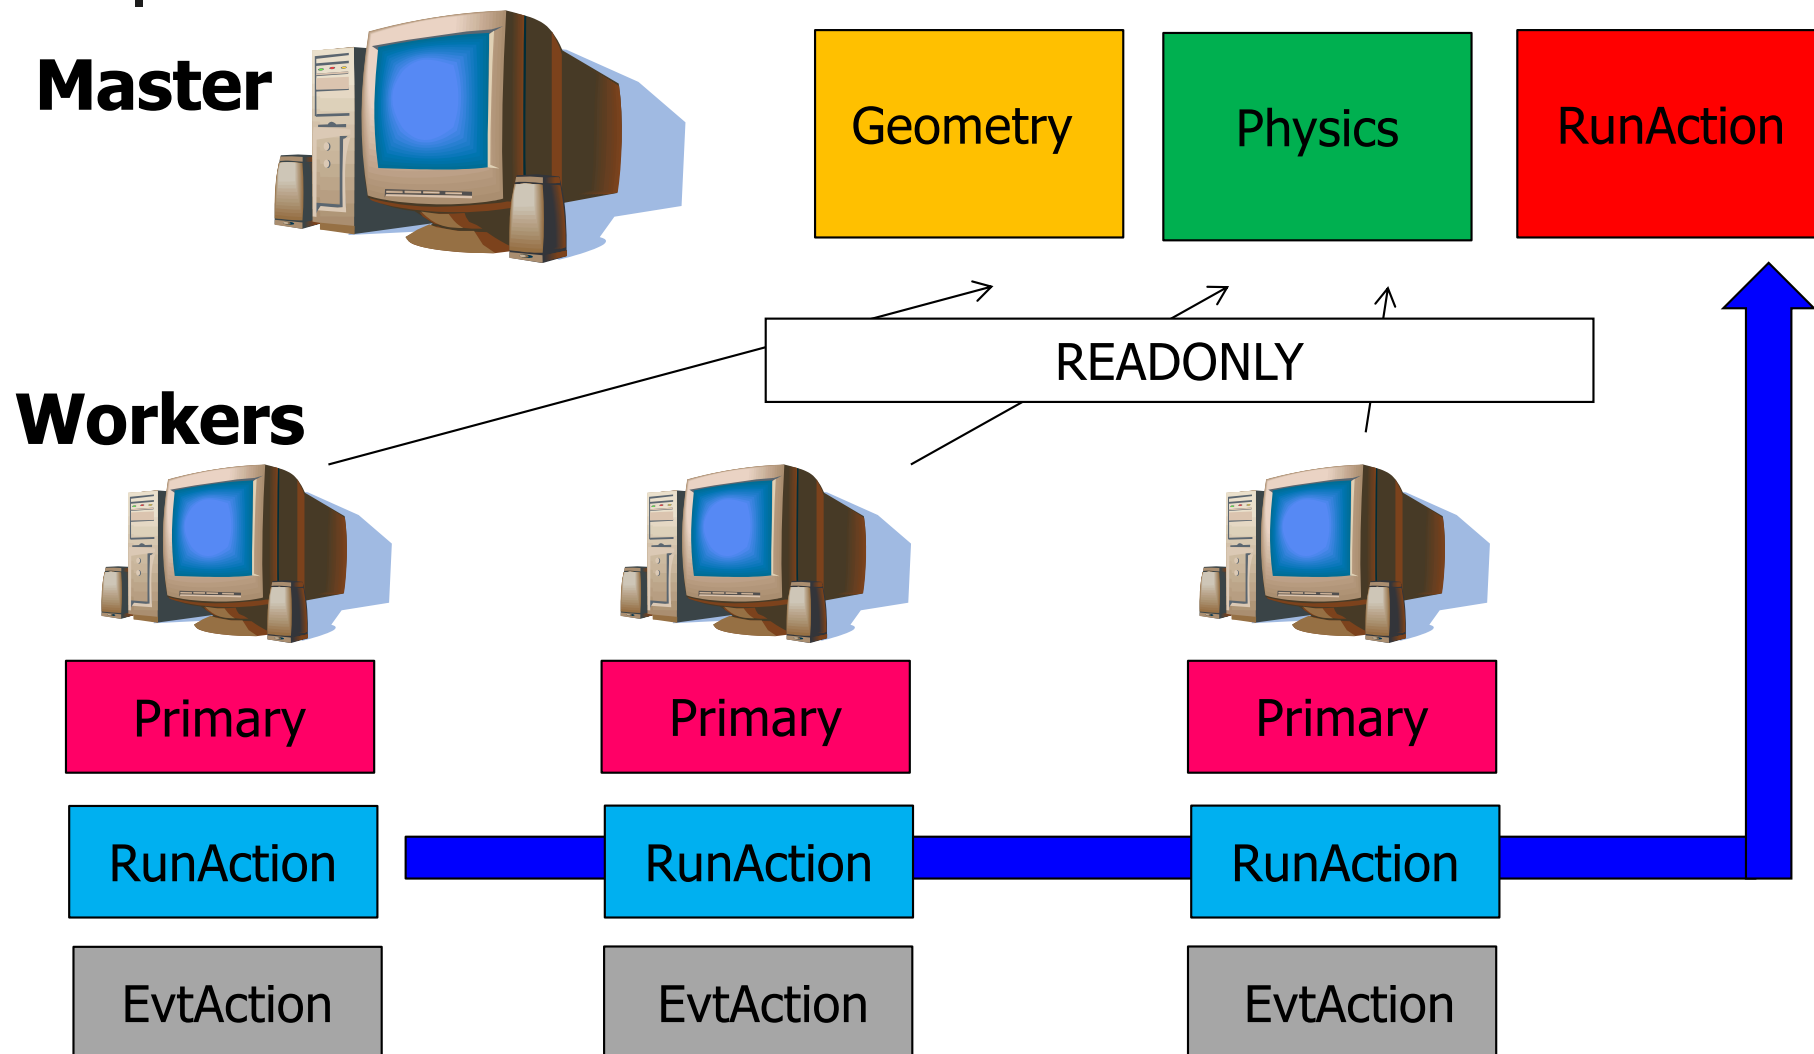 Master
Geometry
Physics
RunAction
READONLY
Workers
Primary
Primary
Primary
RunAction
RunAction
RunAction
EvtAction
EvtAction
EvtAction